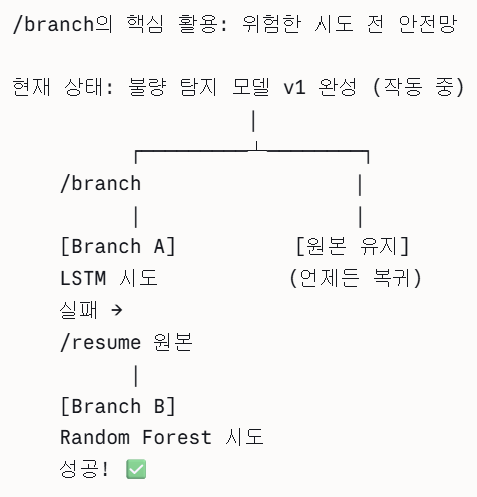 /branch의 핵심 활용: 위험한 시도 전 안전망
현재 상태: 불량 탐지 모델 v1 완성 (작동 중)
/branch
[Branch A] [원본 유지]
LSTM 시도 (언제든 복귀)
실패 →
/resume 원본
[Branch B]
Random Forest 시도
성공! ✅